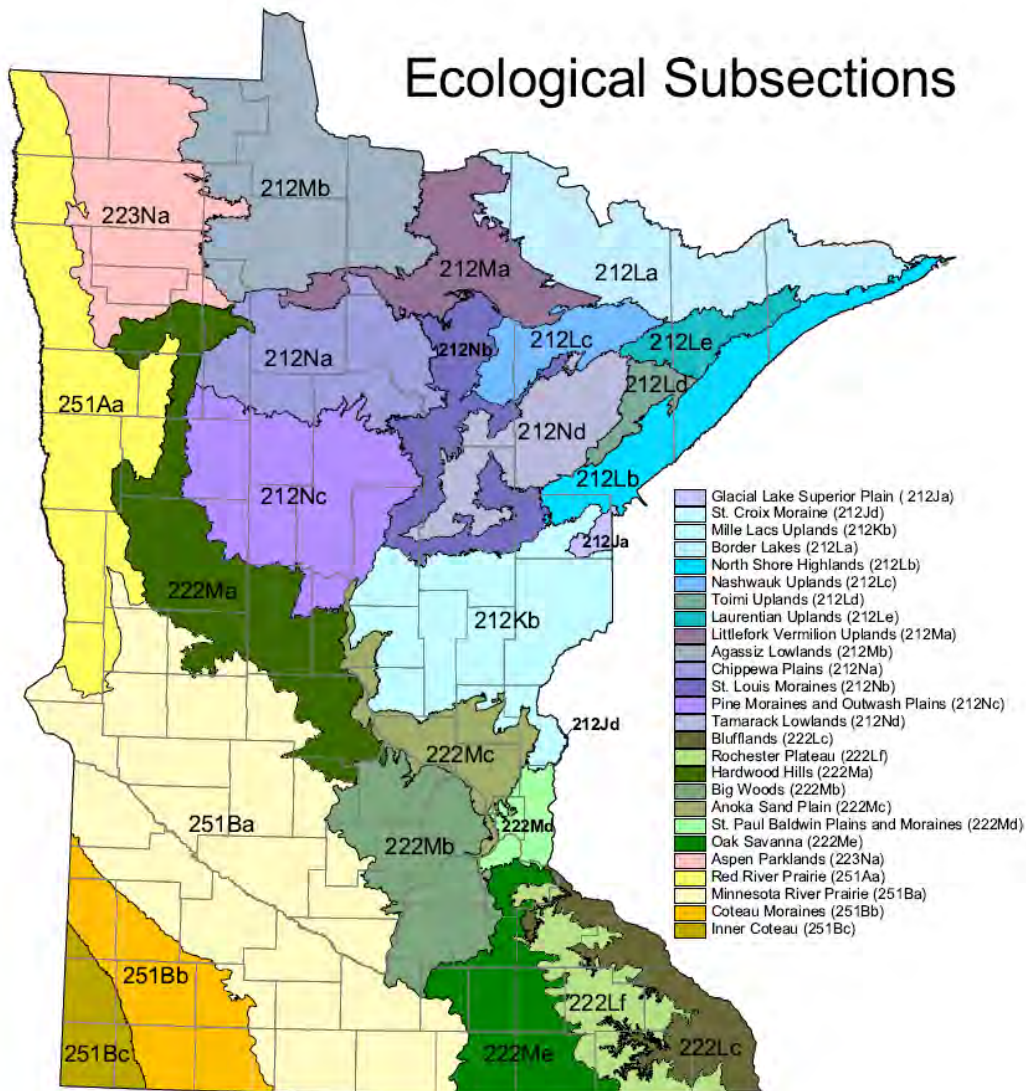 Ecological Subsections
212Mb
223Na
212Ma
212La
212Nb
212Lc
212Le
212Na
212Ld
251Aa
212Nd
212Lb
212Nc
212Ja
222Ma
212Kb
212Jd
222Mc
251Ba
222Md
222Mb
251Bb
222Lf
251Bc
222Me
222Lc
Glacial Lake Superior Plain ( 212Ja)
St. Croix Moraine (212Jd)
Mille Lacs Uplands (212Kb)
Border Lakes (212La)
North Shore Highlands (212Lb)
Nashwauk Uplands (212Lc)
Toimi Uplands (212Ld)
Laurentian Uplands (212Le)
Littlefork Vermilion Uplands (212Ma)
Agassiz Lowlands (212Mb)
Chippewa Plains (212Na)
St. Louis Moraines (212Nb)
Pine Moraines and Outwash Plains (212Nc)
Tamarack Lowlands (212Nd)
Blufflands (222Lc)
Rochester Plateau (222Lf)
Hardwood Hills (222Ma)
Big Woods (222Mb)
Anoka Sand Plain (222Mc)
St. Paul Baldwin Plains and Moraines (222Md)
Oak Savanna (222Me)
Aspen Parklands (223Na)
Red River Prairie (251Aa)
Minnesota River Prairie (251Ba)
Coteau Moraines (251Bb)
Inner Coteau (251Bc)